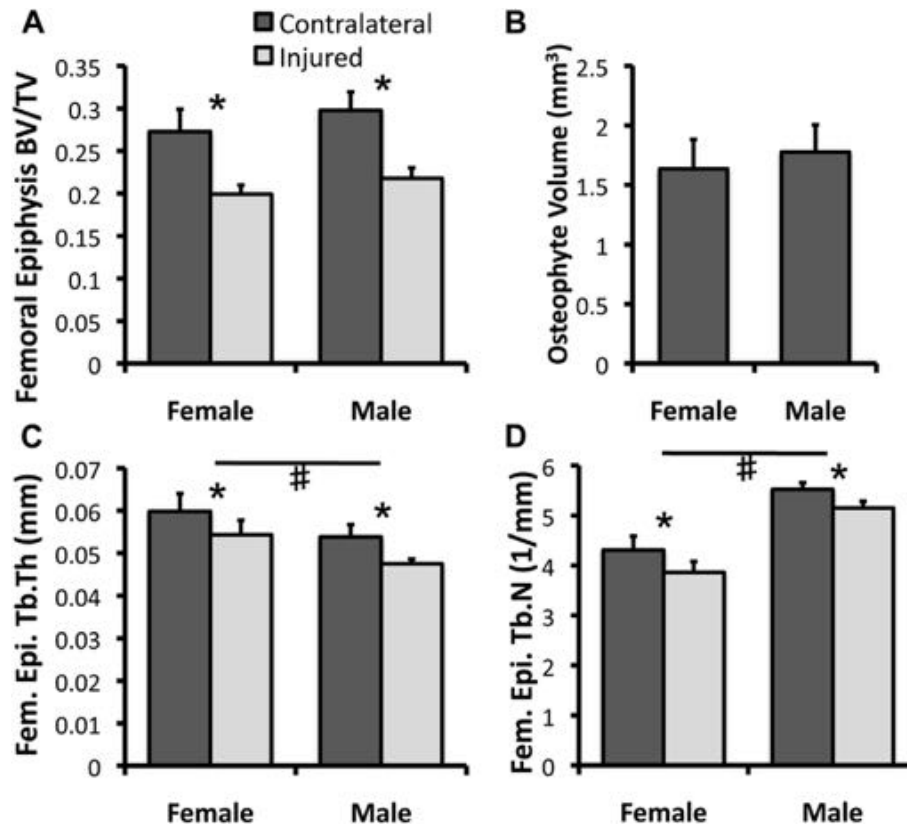 A
Contralateral
Injured
Femoral Epiphysis BV/TV
0.35
0.3
0.25
0.2
0.15
0.1
0.05
0
*
*
Female
Male
B
Osteophyte Volume (mm³)
2.5
2
1.5
1
0.5
0
Female
Male
C
Fem. Epi. Tb.Th (mm)
0.07
0.06
0.05
0.04
0.03
0.02
0.01
0
*
#
*
Female
Male
D
Fem. Epi. Tb.N (1/mm)
6
5
4
3
2
1
0
*
#
*
Female
Male